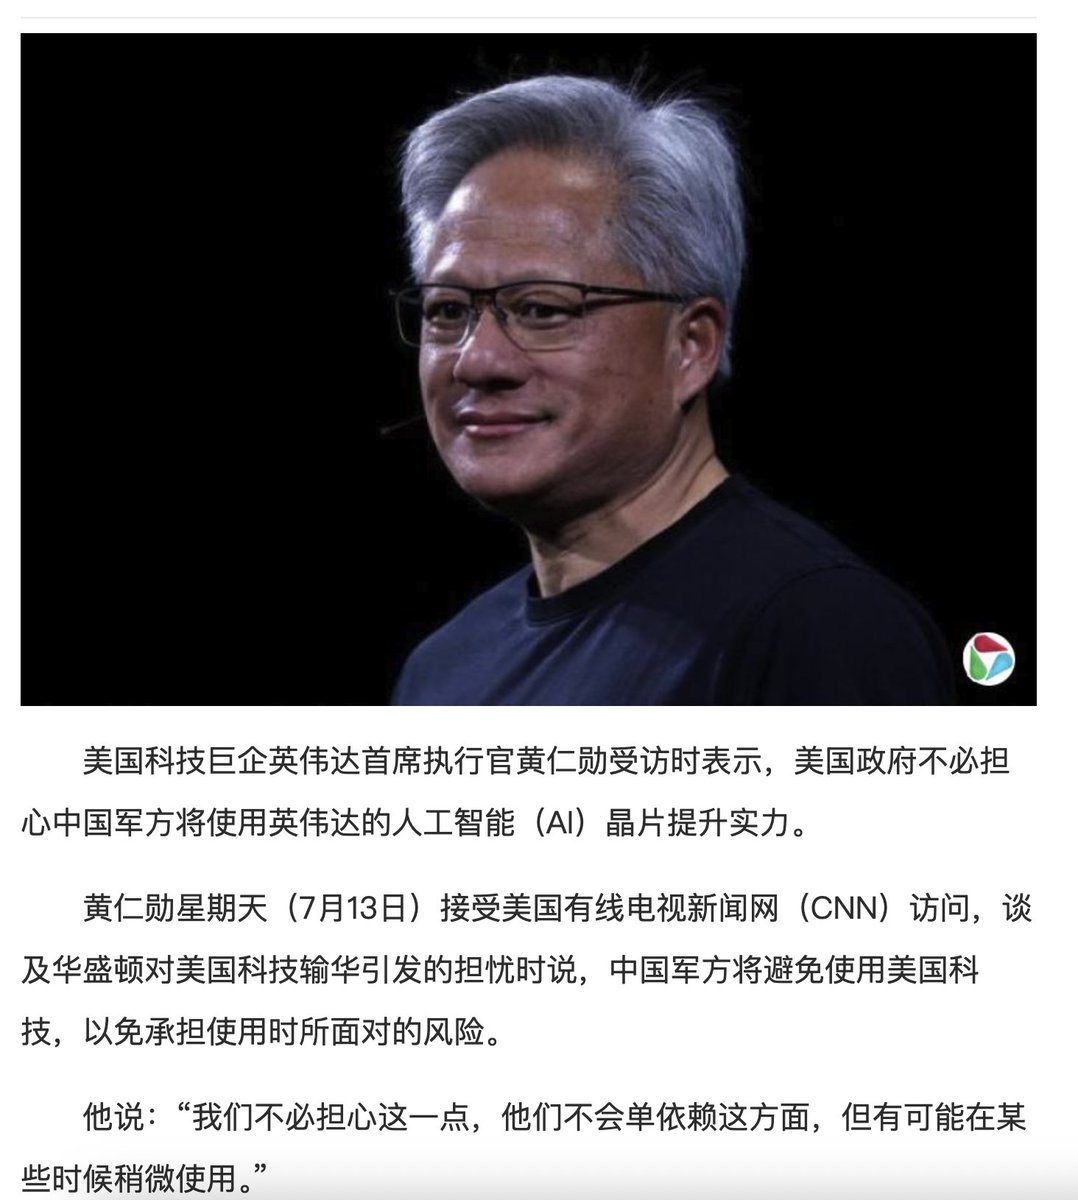 美国科技巨企英伟达首席执行官黄仁勋受访时表示，美国政府不必担
心中国军方将使用英伟达的人工智能（AI）晶片提升实力。
黄仁勋星期天（7月13日）接受美国有线电视新闻网（CNN）访问，谈
及华盛顿对美国科技输华引发的担忧时说，中国军方将避免使用美国科
技，以免承担使用时所面对的风险。
他说：“我们不必担心这一点，他们不会单依赖这方面，但有可能在某
些时候稍微使用。”